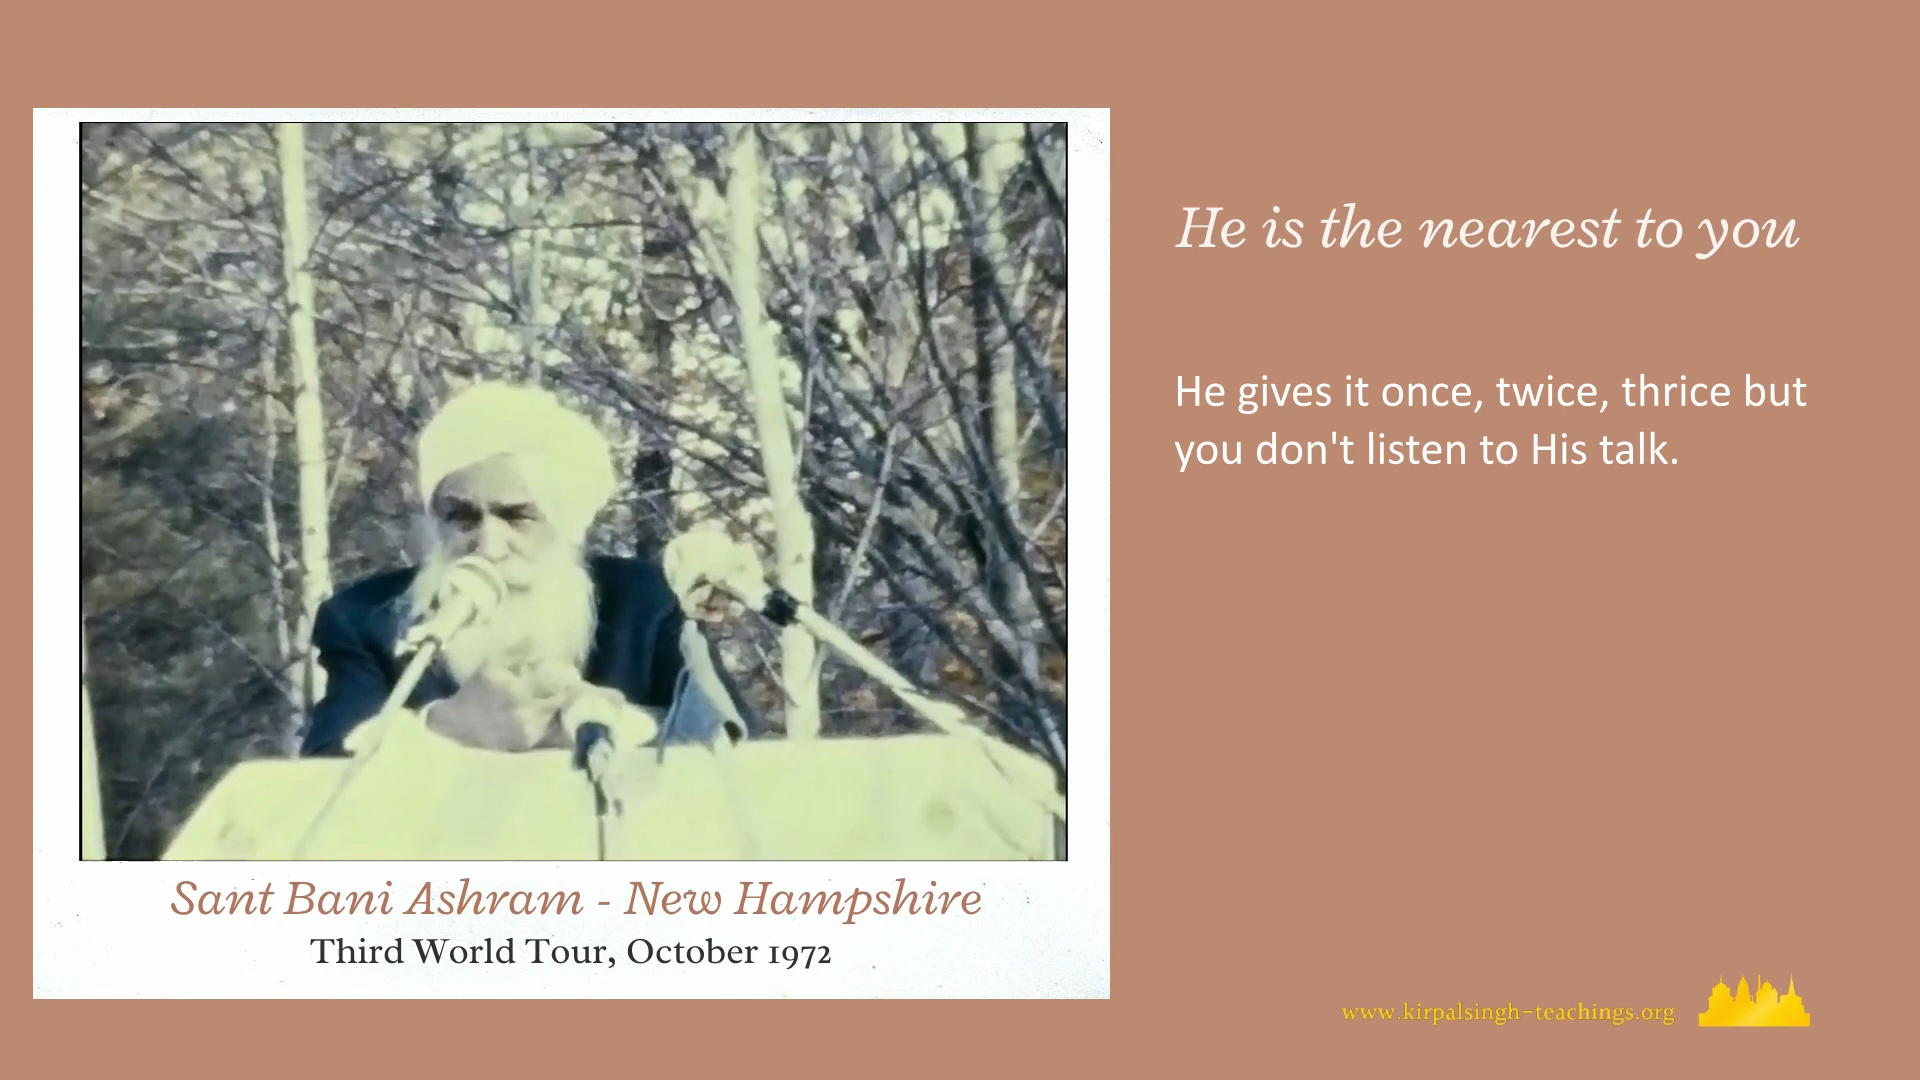 He is the nearest to you
He gives it once, twice, thrice but
you don't listen to His talk.
Sant Bani Ashram - New Hampshire
Third World Tour, October 1972
www.kirpalsingh-teachings.org